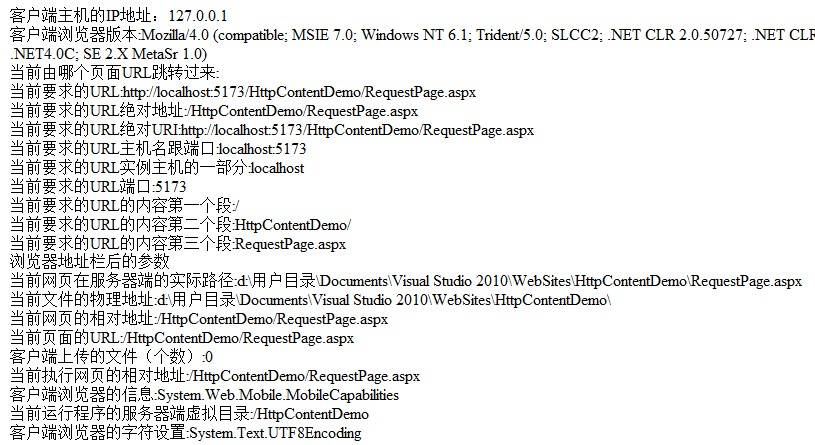 客户端主机的IP地址：127.0.0.1
客户端浏览器版本:Mozilla/4.0 (compatible; MSIE 7.0; Windows NT 6.1; Trident/5.0; SLCC2; .NET CLR 2.0.50727; .NET CLR
.NET4.0C; SE 2.X MetaSr 1.0)
当前由哪个页面URL跳转过来:
当前要求的URL:http://localhost:5173/HttpContentDemo/RequestPage.aspx
当前要求的URL绝对地址:/HttpContentDemo/RequestPage.aspx
当前要求的URL绝对URI:http://localhost:5173/HttpContentDemo/RequestPage.aspx
当前要求的URL主机名跟端口:localhost:5173
当前要求的URL实例主机的一部分:localhost
当前要求的URL端口:5173
当前要求的URL的内容第一个段:/
当前要求的URL的内容第二个段:HttpContentDemo/
当前要求的URL的内容第三个段:RequestPage.aspx
浏览器地址栏后的参数
当前网页在服务器端的实际路径:d:\用户目录\Documents\Visual Studio 2010\WebSites\HttpContentDemo\RequestPage.aspx
当前文件的物理地址:d:\用户目录\Documents\Visual Studio 2010\WebSites\HttpContentDemo\
当前网页的相对地址:/HttpContentDemo/RequestPage.aspx
当前页面的URL:/HttpContentDemo/RequestPage.aspx
客户端上传的文件（个数）:0
当前执行网页的相对地址:/HttpContentDemo/RequestPage.aspx
客户端浏览器的信息:System.Web.Mobile.MobileCapabilities
当前运行程序的服务器端虚拟目录:/HttpContentDemo
客户端浏览器的字符设置:System.Text.UTF8Encoding